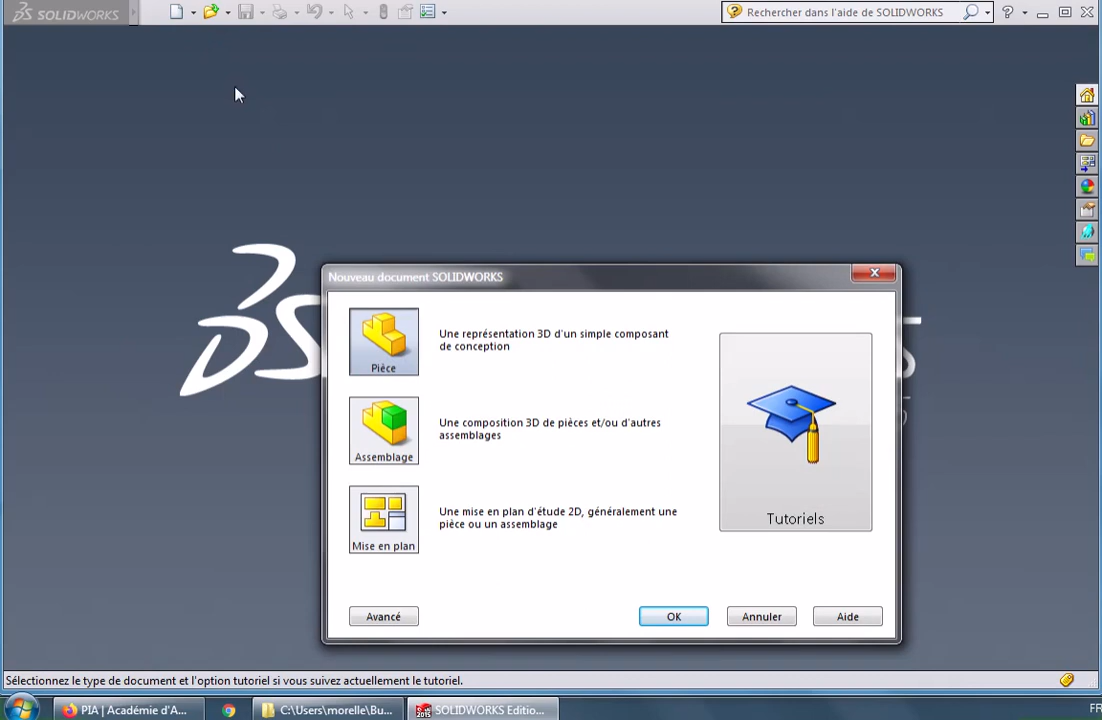 SOLIDWORKS
Rechercher dans l'aide de SOLIDWORKS
Nouveau document SOLIDWORKS
Pièce
Une représentation 3D d'un simple composant
de conception
Assemblage
Une composition 3D de pièces et/ou d'autres
assemblages
Mise en plan
Une mise en plan d'étude 2D, généralement une
pièce ou un assemblage
Tutoriels
Avancé
OK
Annuler
Aide
Sélectionnez le type de document et l'option tutoriel si vous suivez actuellement le tutoriel.
PIA | Académie d'A...
C:\Users\morelle\Bu...
SOLIDWORKS Editio...
FR